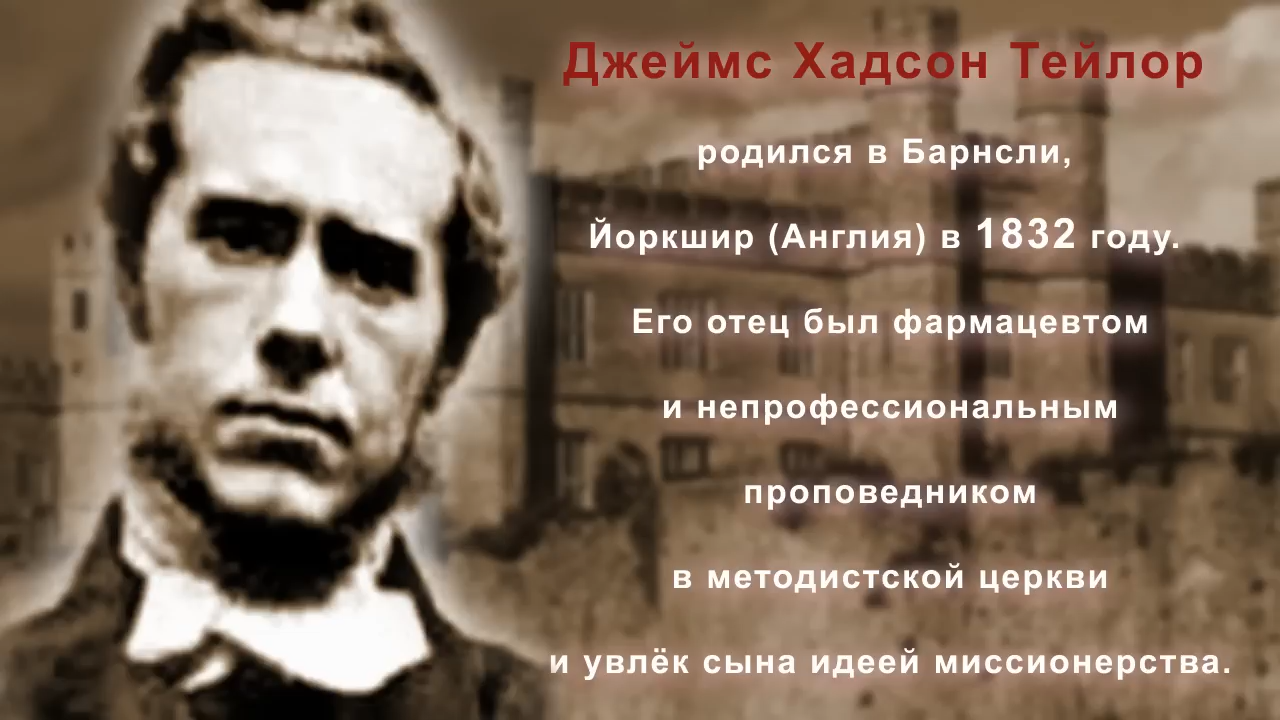 Джеймс Хадсон Тейлор
родился в Барнсли,
Йоркшир (Англия) в 1832 году.
Его отец был фармацевтом
и непрофессиональным
проповедником
в методистской церкви
и увлёк сына идеей миссионерства.